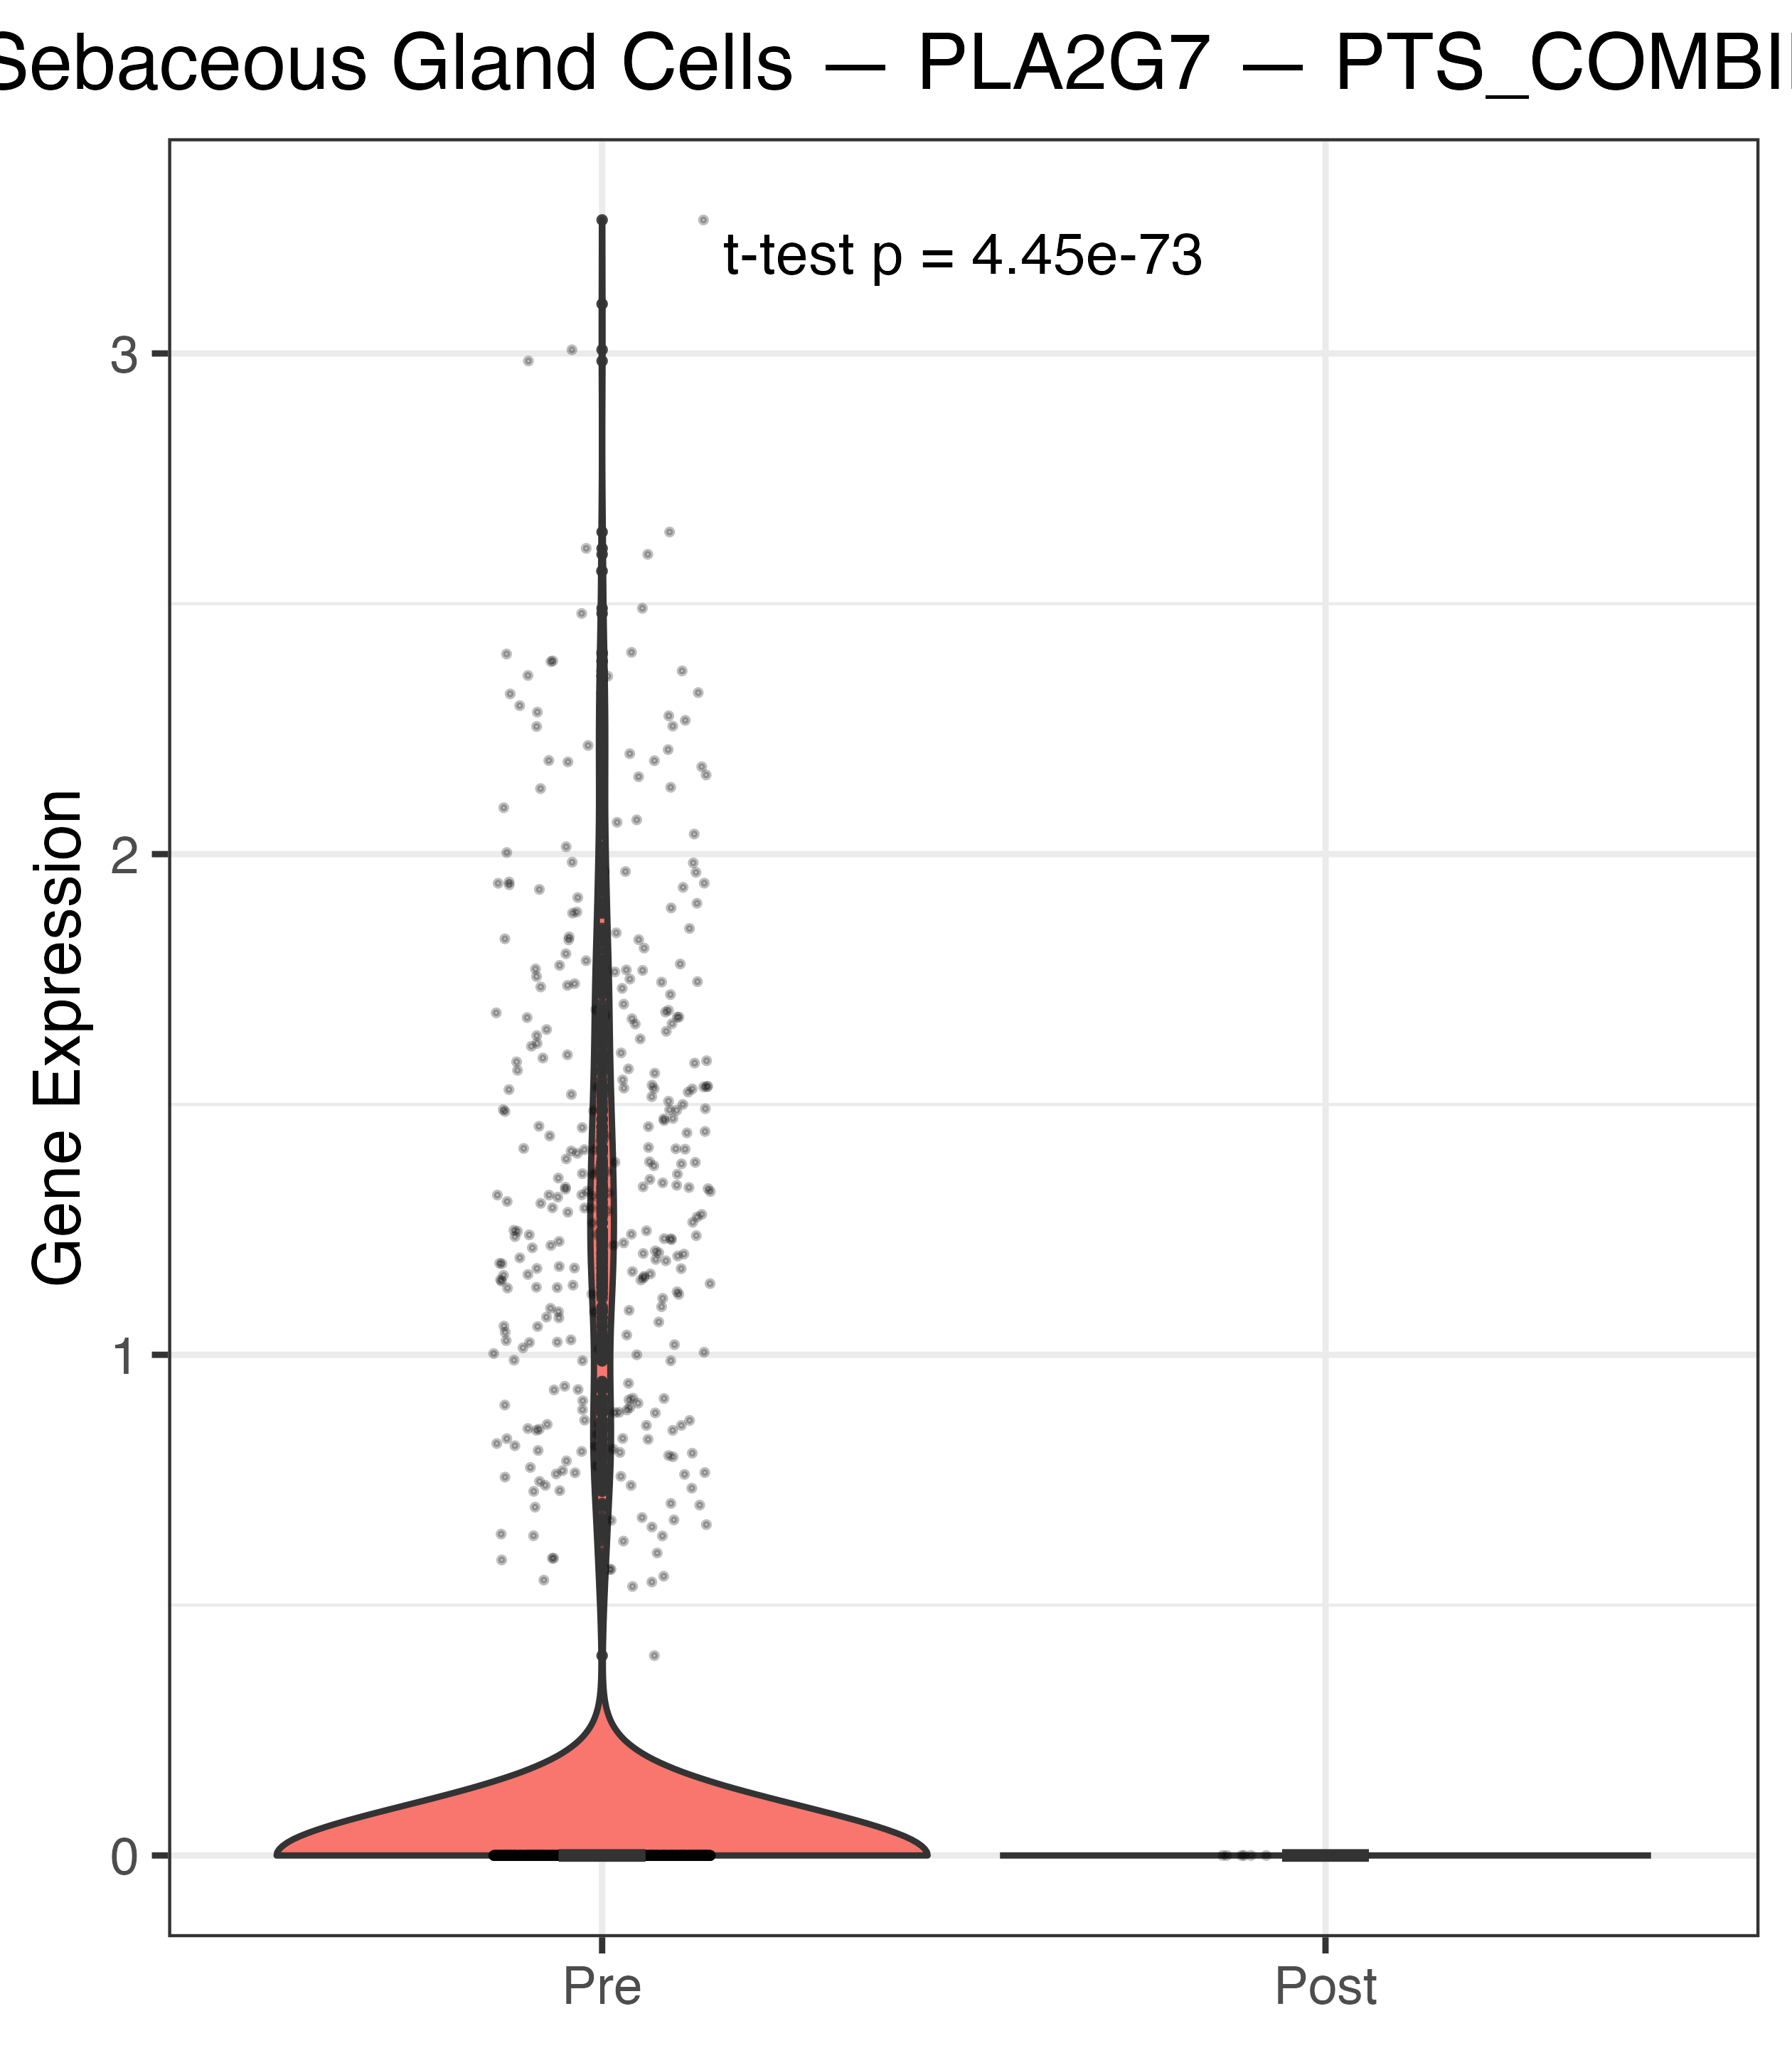 Sebaceous Gland Cells — PLA2G7 — PTS_COMBI
t-test p = 4.45e-73
3
2
1
0
Gene Expression
Pre
Post